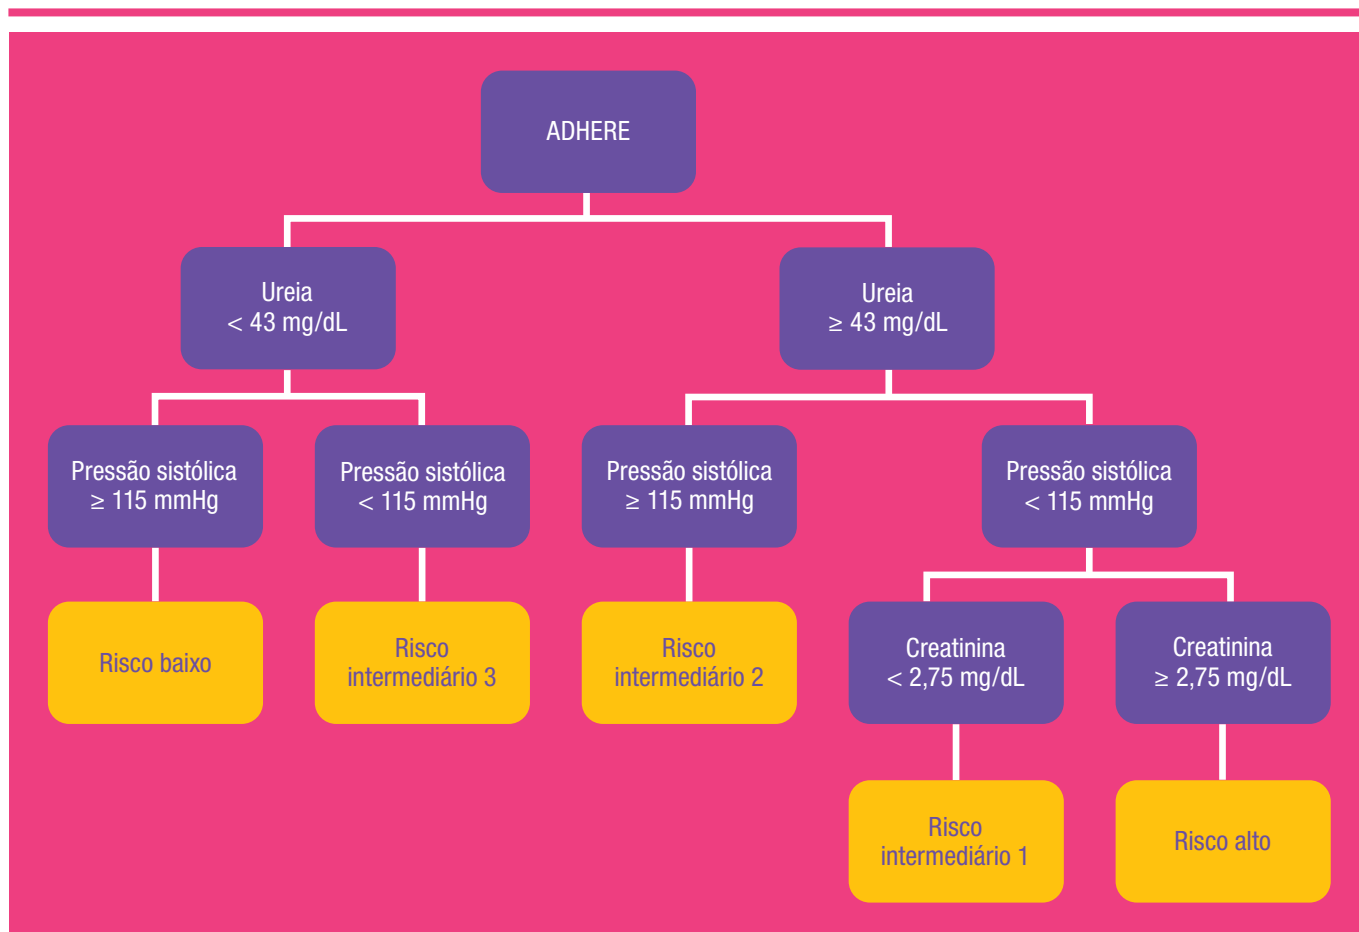 ADHERE
Ureia
< 43 mg/dL
Ureia
≥ 43 mg/dL
Pressão sistólica
≥ 115 mmHg
Pressão sistólica
< 115 mmHg
Pressão sistólica
≥ 115 mmHg
Pressão sistólica
< 115 mmHg
Risco baixo
Risco
intermediário 3
Risco
intermediário 2
Creatinina
< 2,75 mg/dL
Creatinina
≥ 2,75 mg/dL
Risco
intermediário 1
Risco alto